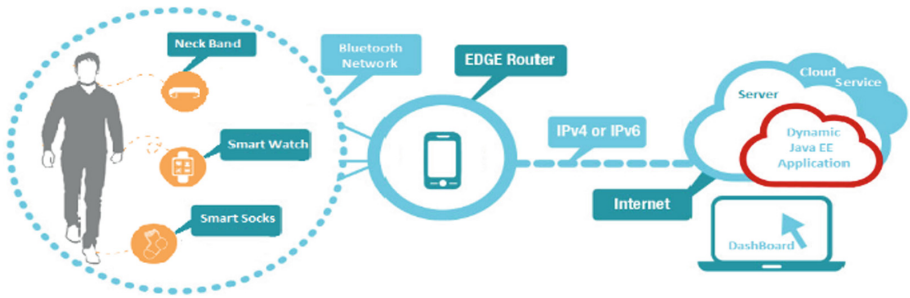 Neck Band
Bluetooth
Network
EDGE Router
Cloud
Service
Server
Smart Watch
IPv4 or IPv6
Dynamic
Java EE
Application
Smart Socks
Internet
DashBoard